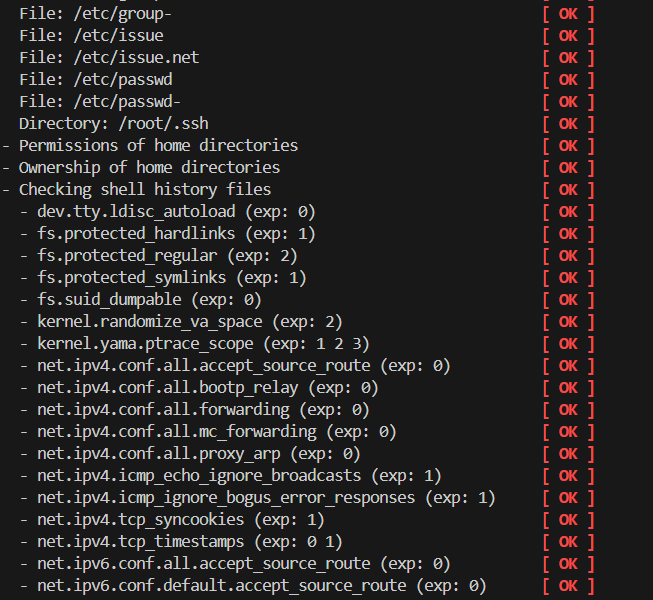 File: /etc/group- [ OK ]
File: /etc/issue [ OK ]
File: /etc/issue.net [ OK ]
File: /etc/passwd [ OK ]
File: /etc/passwd- [ OK ]
Directory: /root/.ssh [ OK ]
- Permissions of home directories [ OK ]
- Ownership of home directories [ OK ]
- Checking shell history files [ OK ]
- dev.tty.ldisc_autoload (exp: 0) [ OK ]
- fs.protected_hardlinks (exp: 1) [ OK ]
- fs.protected_regular (exp: 2) [ OK ]
- fs.protected_symlinks (exp: 1) [ OK ]
- fs.suid_dumpable (exp: 0) [ OK ]
- kernel.randomize_va_space (exp: 2) [ OK ]
- kernel.yama.ptrace_scope (exp: 1 2 3) [ OK ]
- net.ipv4.conf.all.accept_source_route (exp: 0) [ OK ]
- net.ipv4.conf.all.bootp_relay (exp: 0) [ OK ]
- net.ipv4.conf.all.forwarding (exp: 0) [ OK ]
- net.ipv4.conf.all.mc_forwarding (exp: 0) [ OK ]
- net.ipv4.conf.all.proxy_arp (exp: 0) [ OK ]
- net.ipv4.icmp_echo_ignore_broadcasts (exp: 1) [ OK ]
- net.ipv4.icmp_ignore_bogus_error_responses (exp: 1) [ OK ]
- net.ipv4.tcp_syncookies (exp: 1) [ OK ]
- net.ipv4.tcp_timestamps (exp: 0 1) [ OK ]
- net.ipv6.conf.all.accept_source_route (exp: 0) [ OK ]
- net.ipv6.conf.default.accept_source_route (exp: 0) [ OK ]